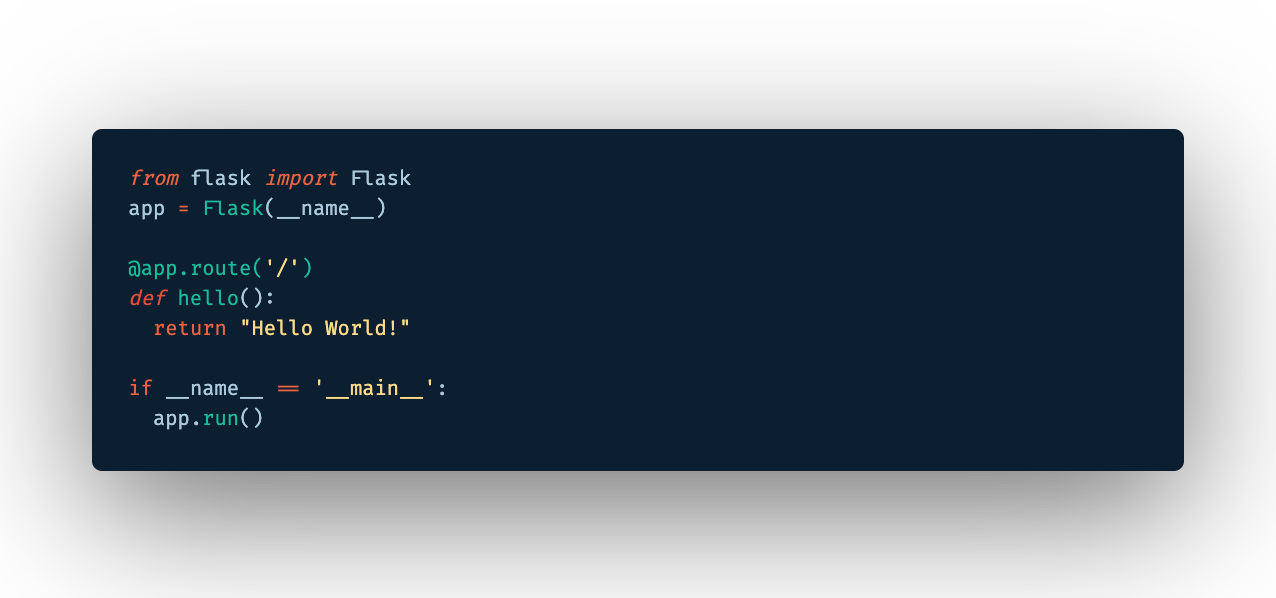 from flask import Flask
app = Flask(__name__)

@app.route('/')
def hello():
  return "Hello World!"

if __name__ == '__main__':
  app.run()